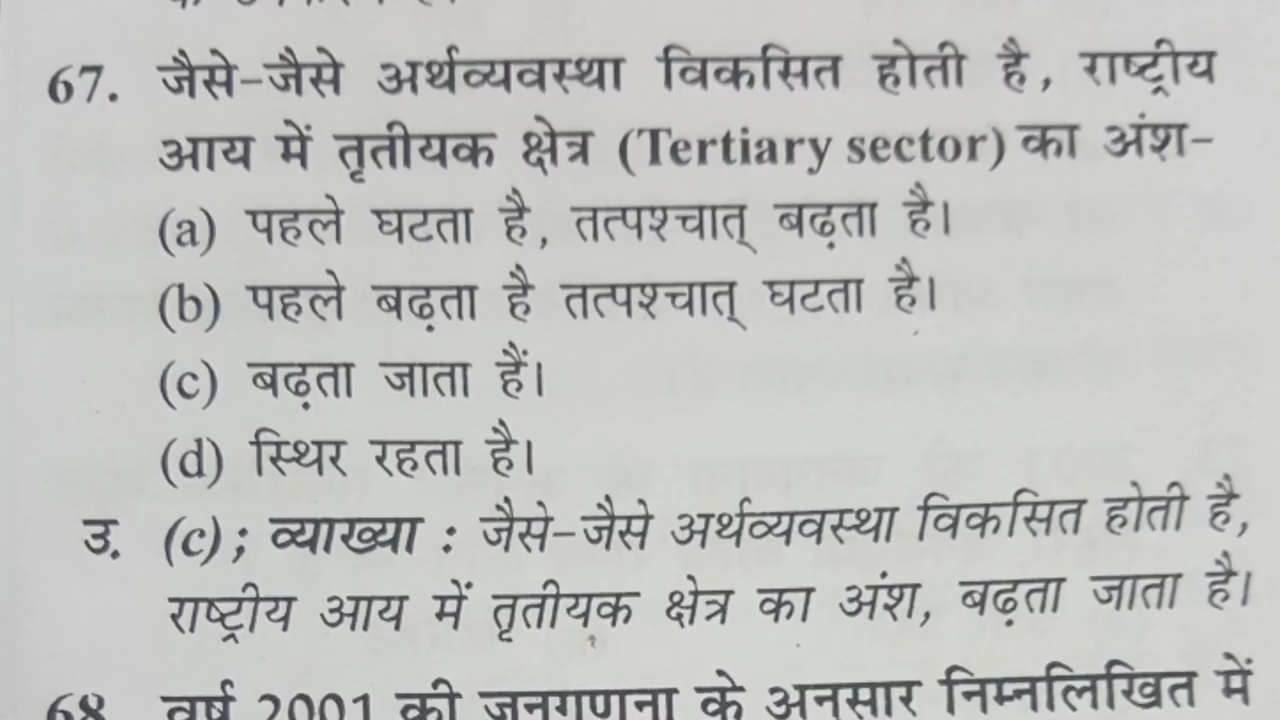 67. जैसे-जैसे अर्थव्यवस्था विकसित होती है, राष्ट्रीय
आय में तृतीयक क्षेत्र (Tertiary sector) का अंश-
(a) पहले घटता है, तत्पश्चात् बढ़ता है।
(b) पहले बढ़ता है तत्पश्चात् घटता है।
(c) बढ़ता जाता हैं।
(d) स्थिर रहता है।
उ. (c); व्याख्या : जैसे-जैसे अर्थव्यवस्था विकसित होती है,
राष्ट्रीय आय में तृतीयक क्षेत्र का अंश, बढ़ता जाता है।
68 वर्ष 2001 की जनगणना के अनुसार निम्नलिखित में